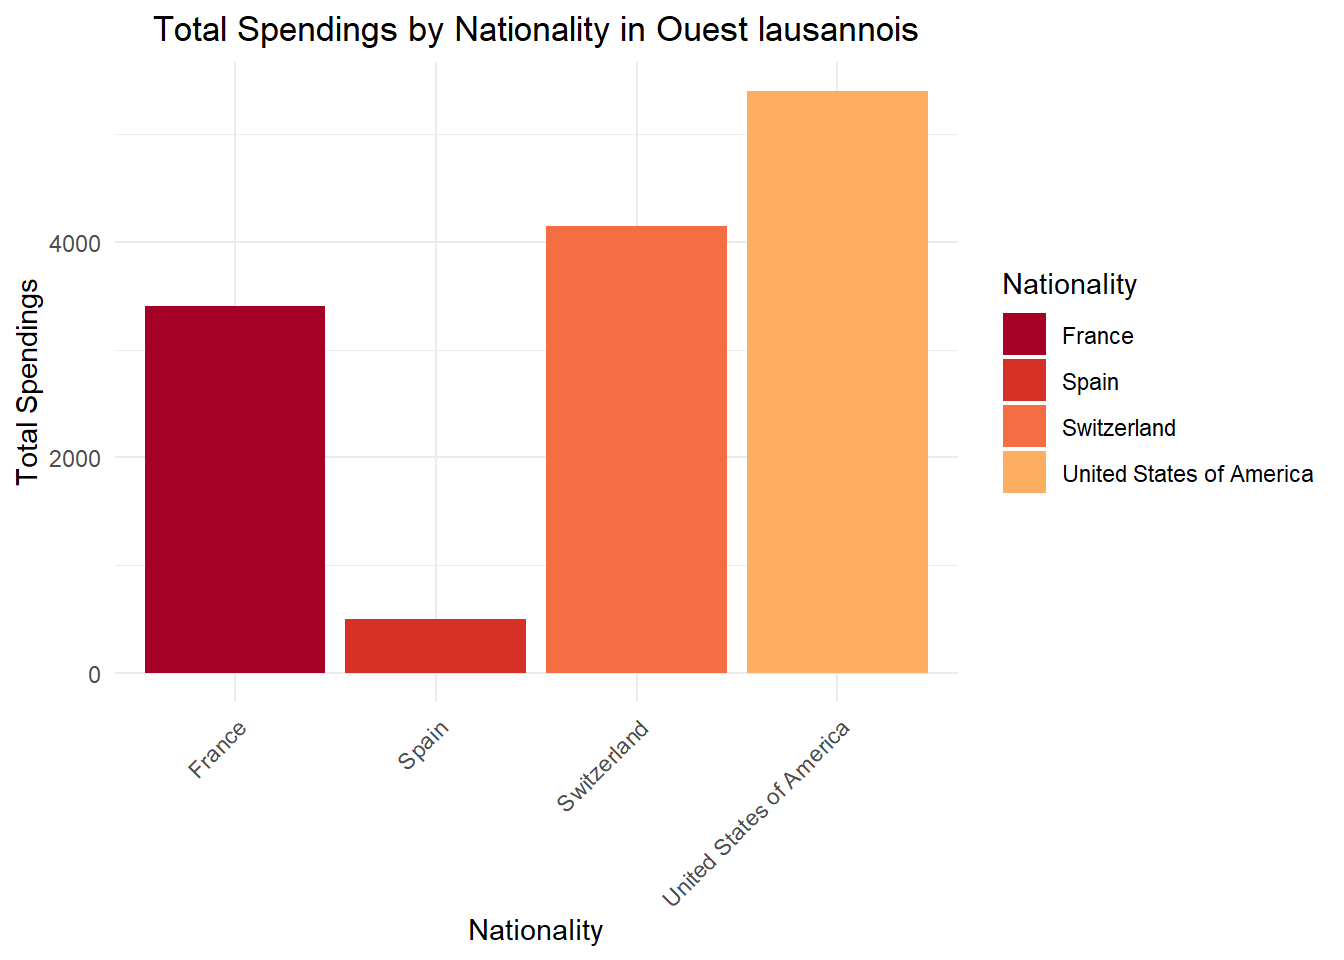 Total Spendings by Nationality in Ouest lausannois
Total Spendings
4000
2000
0
France
Spain
Switzerland
United States of America
Nationality
Nationality
France
Spain
Switzerland
United States of America